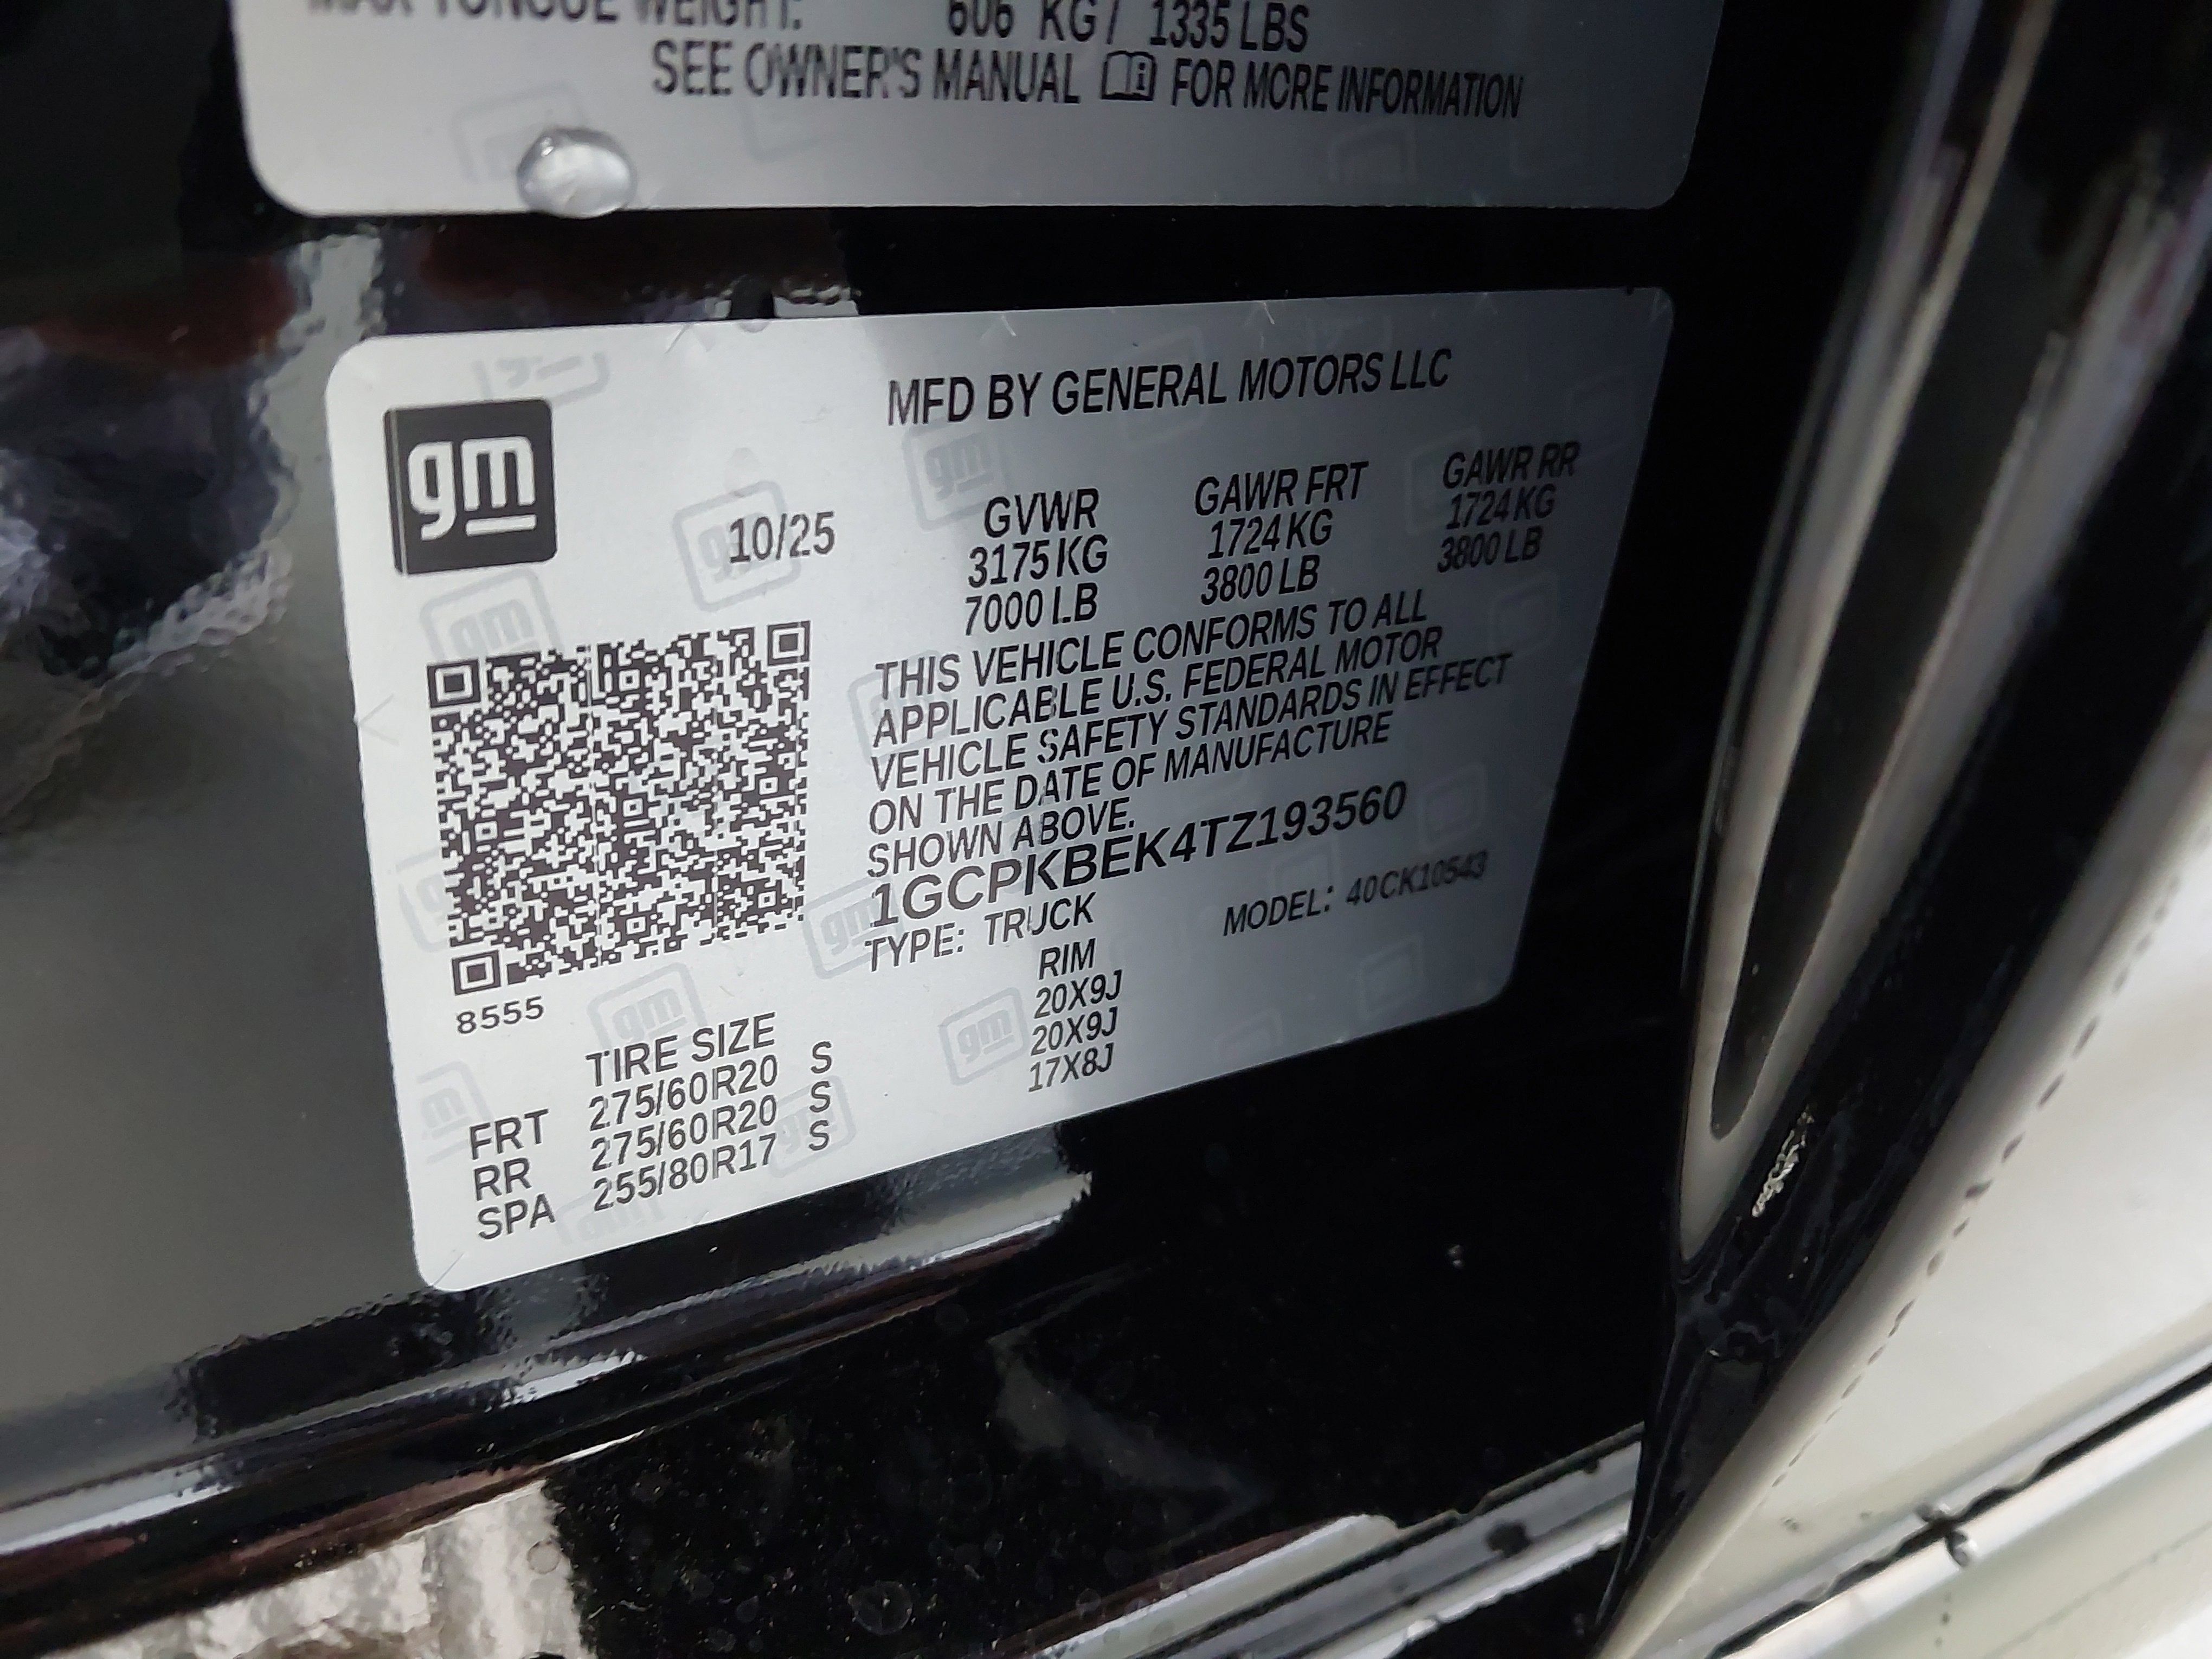 MAX TONGUE WEIGHT: 606 KG / 1335 LBS
SEE OWNER'S MANUAL FOR MORE INFORMATION
gm
MFD BY GENERAL MOTORS LLC
10/25
GVWR GAWR FRT GAWR RR
3175 KG 1724 KG 1724 KG
7000 LB 3800 LB 3800 LB
THIS VEHICLE CONFORMS TO ALL
APPLICABLE U.S. FEDERAL MOTOR
VEHICLE SAFETY STANDARDS IN EFFECT
ON THE DATE OF MANUFACTURE
SHOWN ABOVE.
1GCPKBEK4TZ193560
TYPE: TRUCK MODEL: 40CK10543
8555
TIRE SIZE RIM
FRT 275/60R20 S 20X9J
RR 275/60R20 S 20X9J
SPA 255/80R17 S 17X8J